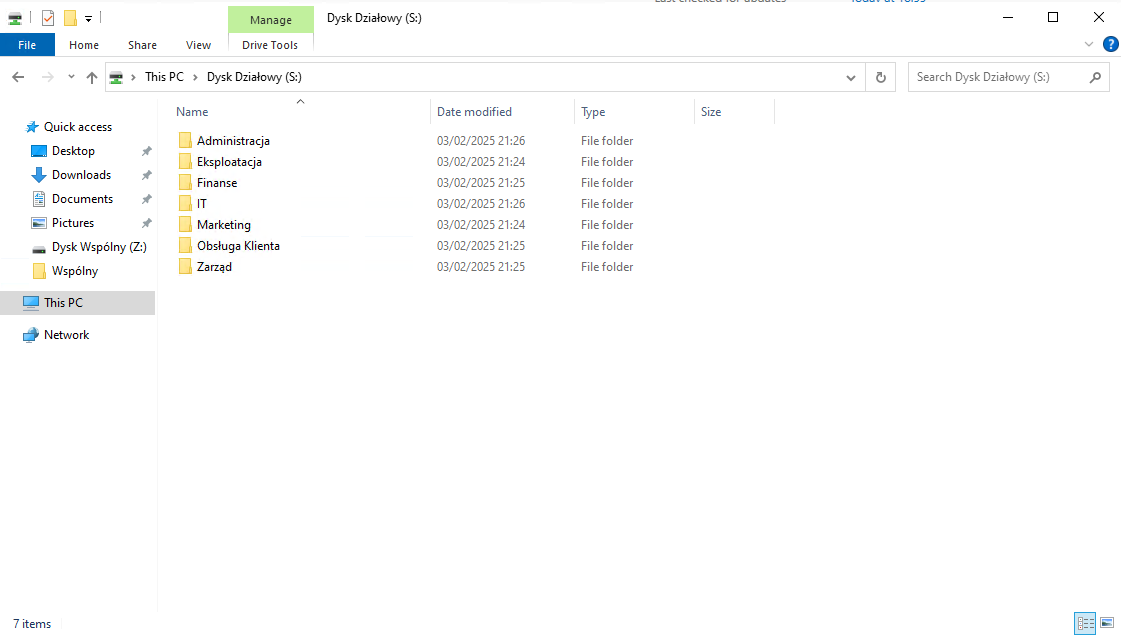 Manage
Dysk Działowy (S:)
File
Home
Share
View
Drive Tools
?
This PC
Dysk Działowy (S:)
Search Dysk Działowy (S:)
Name
Date modified
Type
Size
Quick access
Desktop
Downloads
Documents
Pictures
Dysk Wspólny (Z:)
Wspólny
This PC
Network
Administracja 03/02/2025 21:26 File folder
Eksploatacja 03/02/2025 21:24 File folder
Finanse 03/02/2025 21:25 File folder
IT 03/02/2025 21:26 File folder
Marketing 03/02/2025 21:24 File folder
Obsługa Klienta 03/02/2025 21:25 File folder
Zarząd 03/02/2025 21:25 File folder
7 items